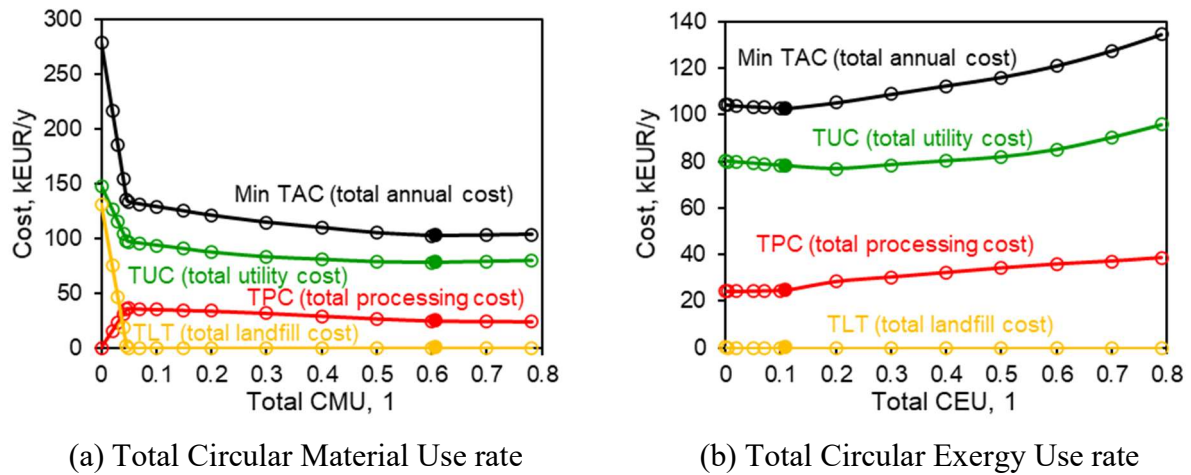 300
250
200
150
100
50
0
Cost, kEUR/y
Min TAC (total annual cost)
TUC (total utility cost)
TPC (total processing cost)
TLT (total landfill cost)
0 0.1 0.2 0.3 0.4 0.5 0.6 0.7 0.8
Total CMU, 1
(a) Total Circular Material Use rate
140
120
100
80
60
40
20
0
Cost, kEUR/y
Min TAC (total annual cost)
TUC (total utility cost)
TPC (total processing cost)
TLT (total landfill cost)
0 0.1 0.2 0.3 0.4 0.5 0.6 0.7 0.8
Total CEU, 1
(b) Total Circular Exergy Use rate